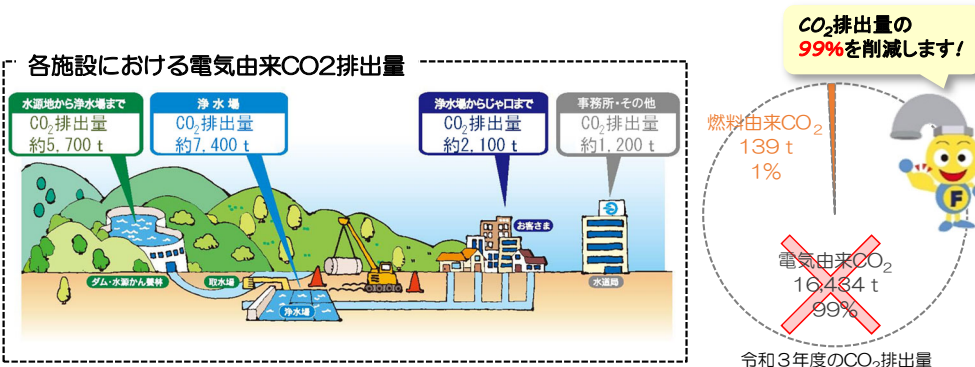 CO₂排出量の
99%を削減します!
各施設における電気由来CO2排出量
水源地から浄水場まで
CO₂排出量
約5,700 t
浄水場
CO₂排出量
約7,400 t
浄水場からじゃ口まで
CO₂排出量
約2,100 t
事務所・その他
CO₂排出量
約1,200 t
燃料由来CO₂
139 t
1%
F
お客さま
ダム・水源かん養林
取水場
水道局
浄水場
電気由来CO₂
16,434 t
99%
令和3年度のCO₂排出量